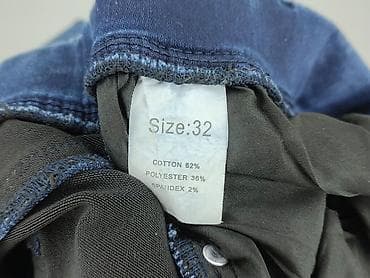 Size:32
COTTON 62%
POLYESTER 36%
SPANDEX 2%